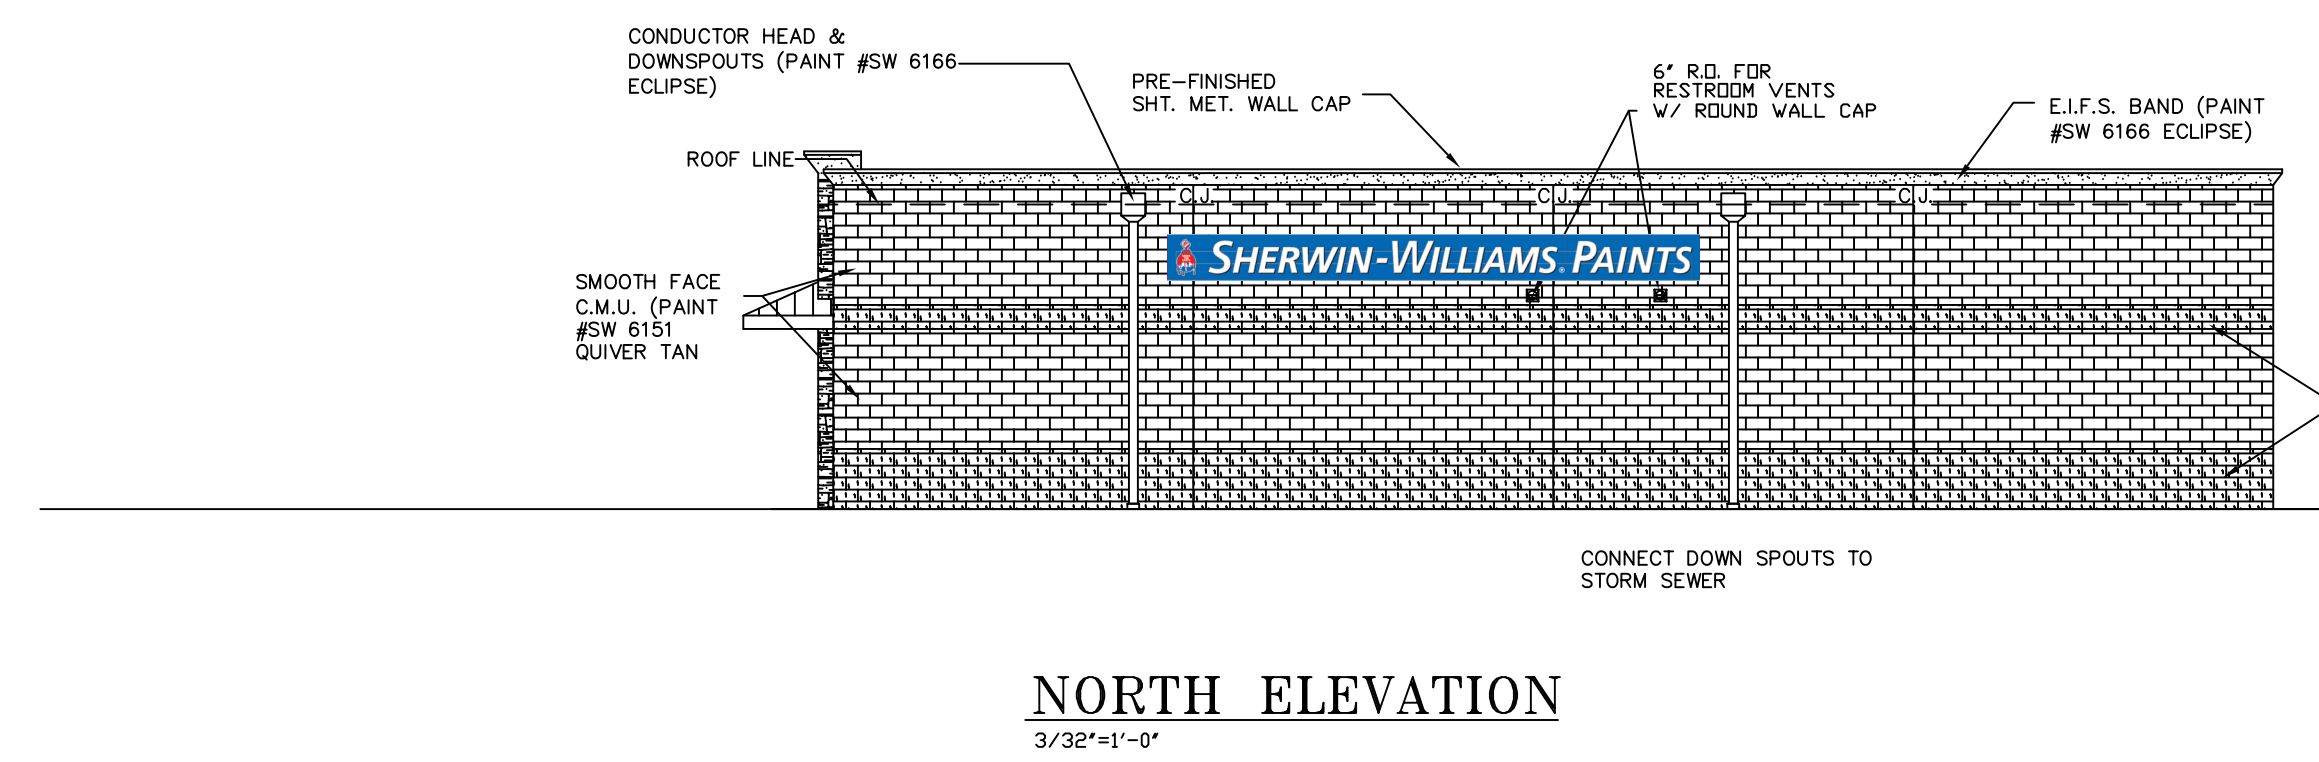 CONDUCTOR HEAD &
DOWNSPOUTS (PAINT #SW 6166
ECLIPSE)
PRE-FINISHED
SHT. MET. WALL CAP
6" R.O. FOR
RESTROOM VENTS
W/ ROUND WALL CAP
E.I.F.S. BAND (PAINT
#SW 6166 ECLIPSE)
ROOF LINE
C.J.
C.J.
C.J.
SHERWIN-WILLIAMS. PAINTS
SMOOTH FACE
C.M.U. (PAINT
#SW 6151
QUIVER TAN
CONNECT DOWN SPOUTS TO
STORM SEWER
NORTH ELEVATION
3/32"=1'-0"